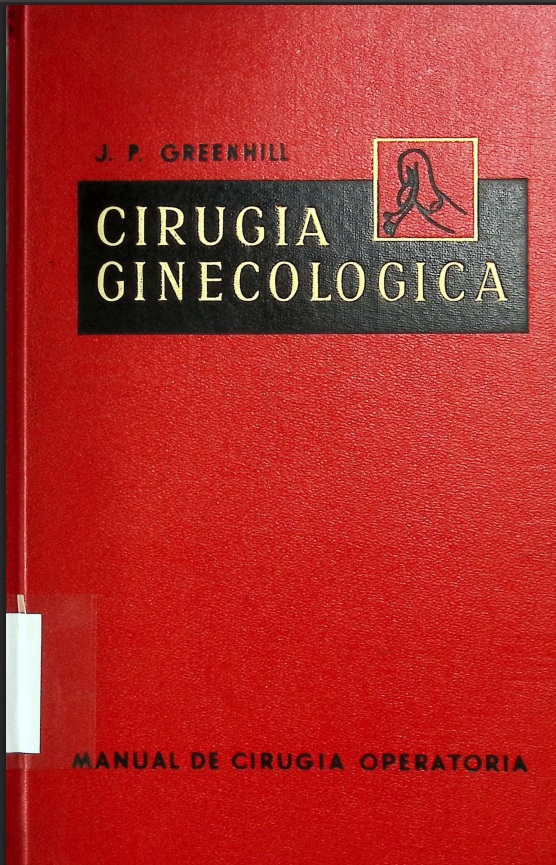 J. P. GREENHILL
CIRUGIA
GINECOLOGICA
MANUAL DE CIRUGIA OPERATORIA